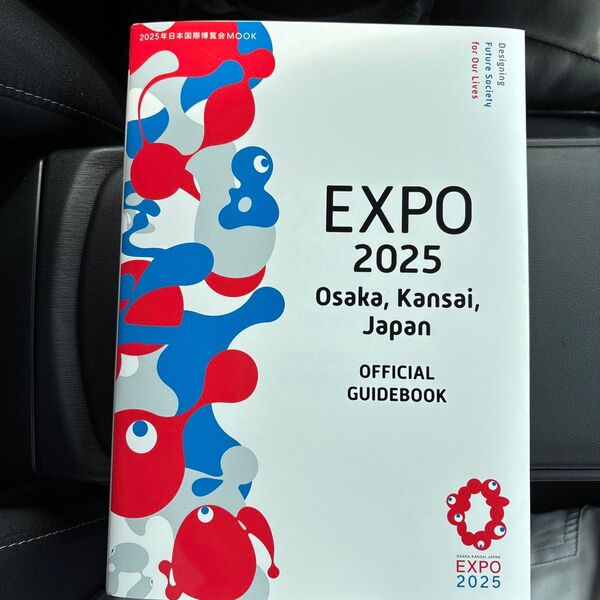 2025年日本国際博覧会MOOK
Designing
Future Society
for Our Lives
EXPO
2025
Osaka, Kansai,
Japan
OFFICIAL
GUIDEBOOK
OSAKA, KANSAI, JAPAN
EXPO
2025